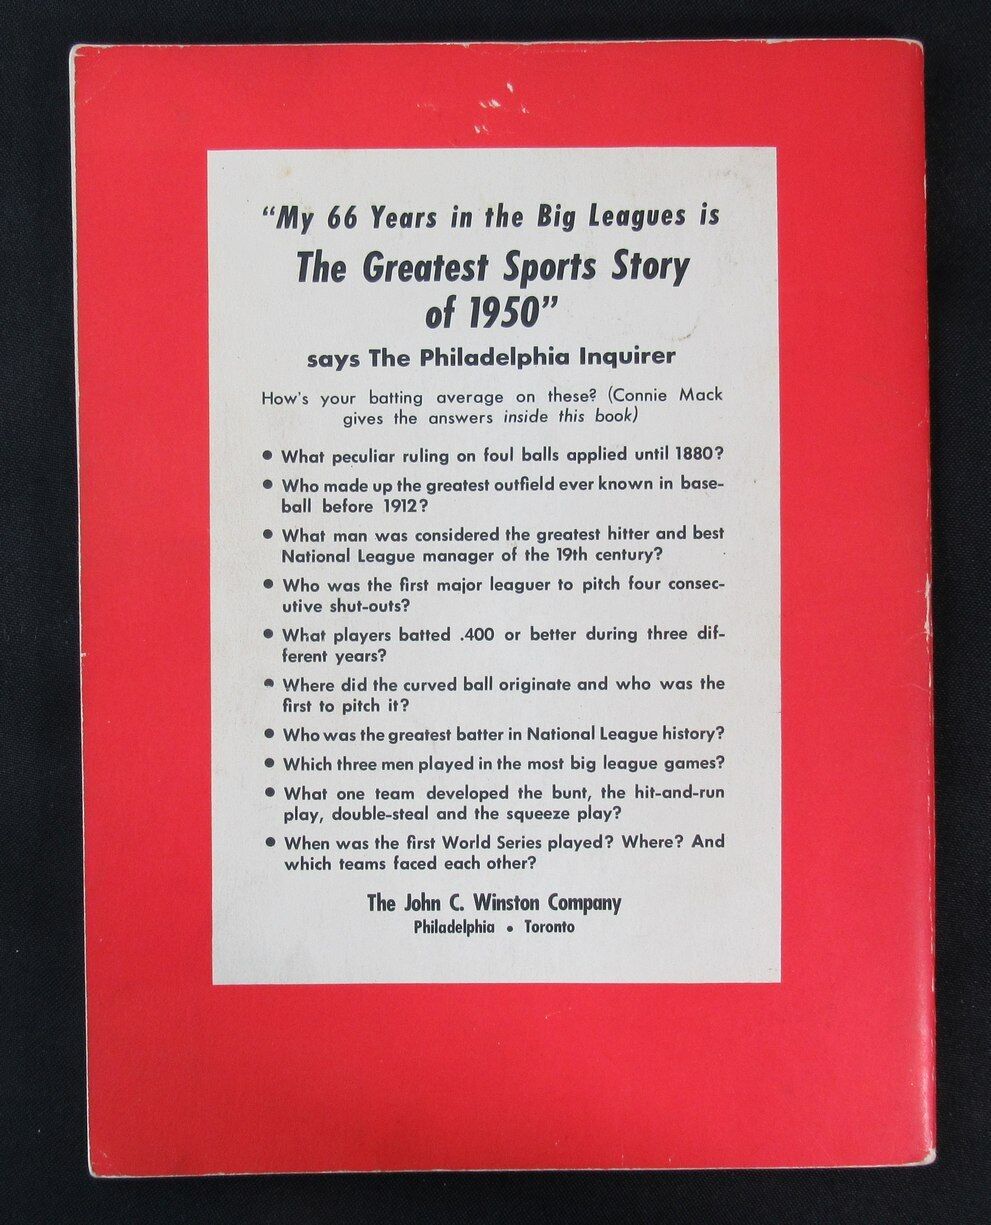 “My 66 Years in the Big Leagues is
The Greatest Sports Story
of 1950”
says The Philadelphia Inquirer
How's your batting average on these? (Connie Mack
gives the answers inside this book)
● What peculiar ruling on foul balls applied until 1880?
● Who made up the greatest outfield ever known in base-
ball before 1912?
● What man was considered the greatest hitter and best
National League manager of the 19th century?
● Who was the first major leaguer to pitch four consec-
utive shut-outs?
● What players batted .400 or better during three dif-
ferent years?
● Where did the curved ball originate and who was the
first to pitch it?
● Who was the greatest batter in National League history?
● Which three men played in the most big league games?
● What one team developed the bunt, the hit-and-run
play, double-steal and the squeeze play?
● When was the first World Series played? Where? And
which teams faced each other?
The John C. Winston Company
Philadelphia • Toronto